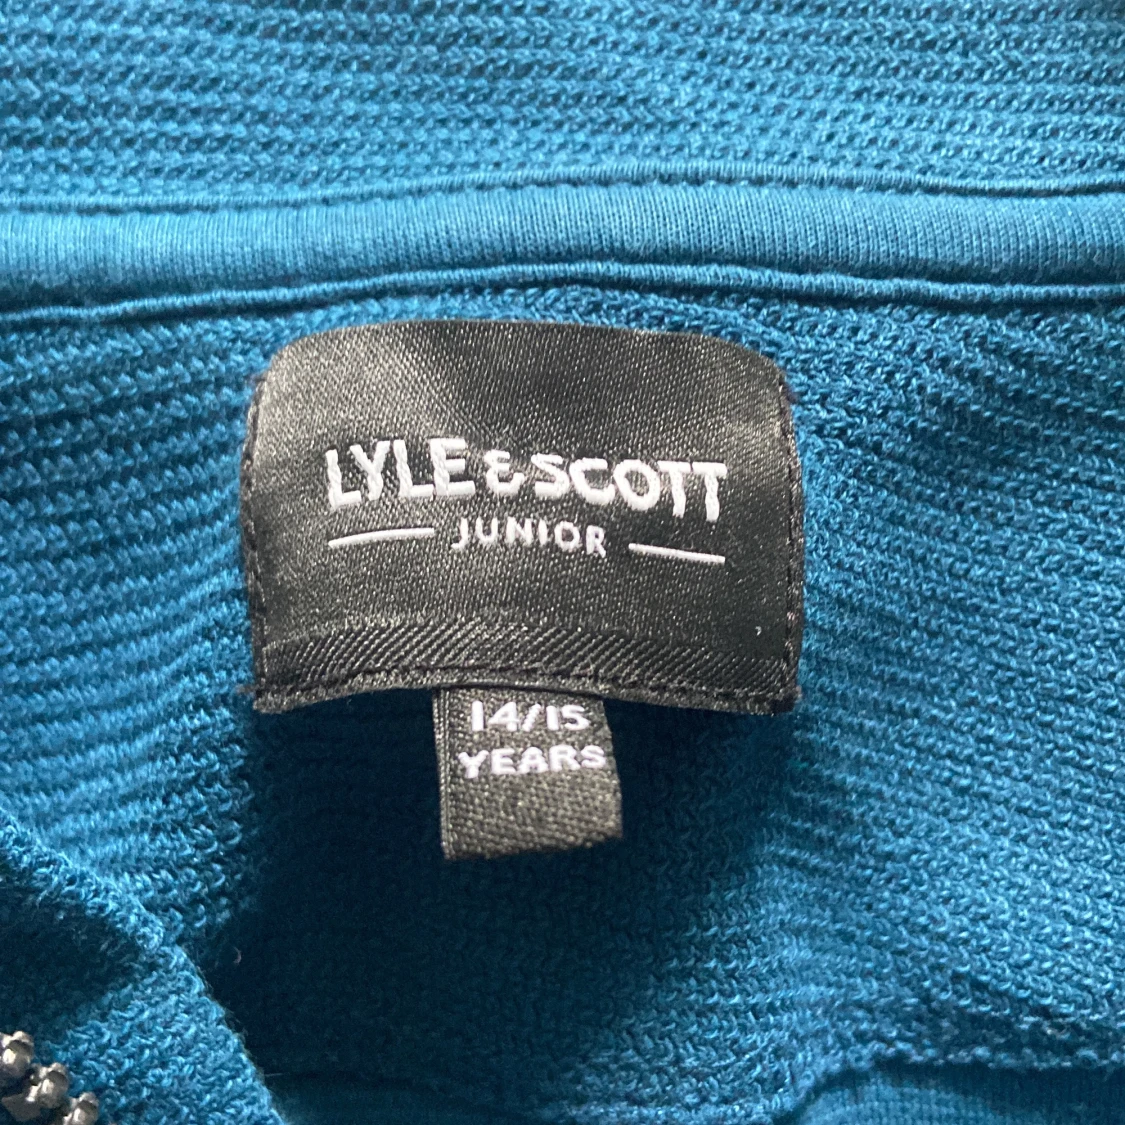 LYLE & SCOTT
JUNIOR
14/15
YEARS